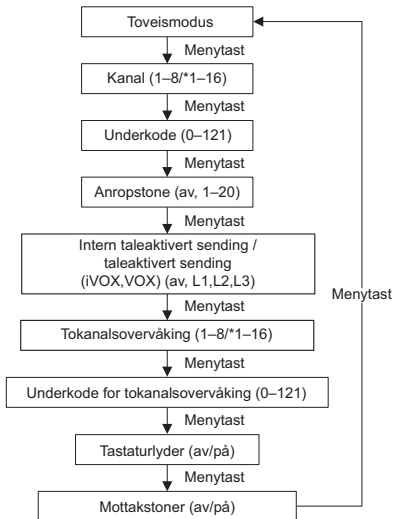 Toveismodus
Menytast
Kanal (1–8/*1–16)
Menytast
Underkode (0–121)
Menytast
Anropstone (av, 1–20)
Menytast
Intern taleaktivert sending /
taleaktivert sending
(iVOX,VOX) (av, L1,L2,L3)
Menytast
Menytast
Tokanalsovervåking (1–8/*1–16)
Menytast
Underkode for tokanalsovervåking (0–121)
Menytast
Tastaturlyder (av/på)
Menytast
Mottakstoner (av/på)